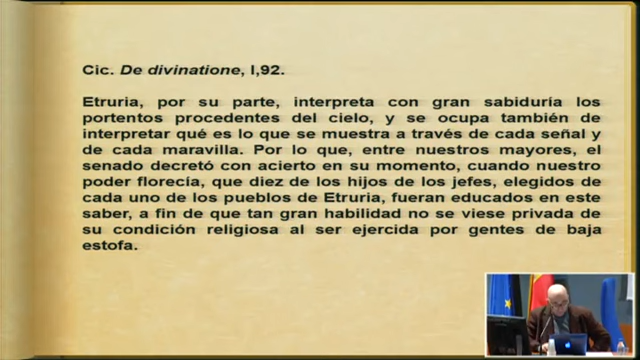 Cic. De divinatione, I,92.
Etruria, por su parte, interpreta con gran sabiduría los
portentos procedentes del cielo, y se ocupa también de
interpretar qué es lo que se muestra a través de cada señal y
de cada maravilla. Por lo que, entre nuestros mayores, el
senado decretó con acierto en su momento, cuando nuestro
poder florecía, que diez de los hijos de los jefes, elegidos de
cada uno de los pueblos de Etruria, fueran educados en este
saber, a fin de que tan gran habilidad no se viese privada de
su condición religiosa al ser ejercida por gentes de baja
estofa.